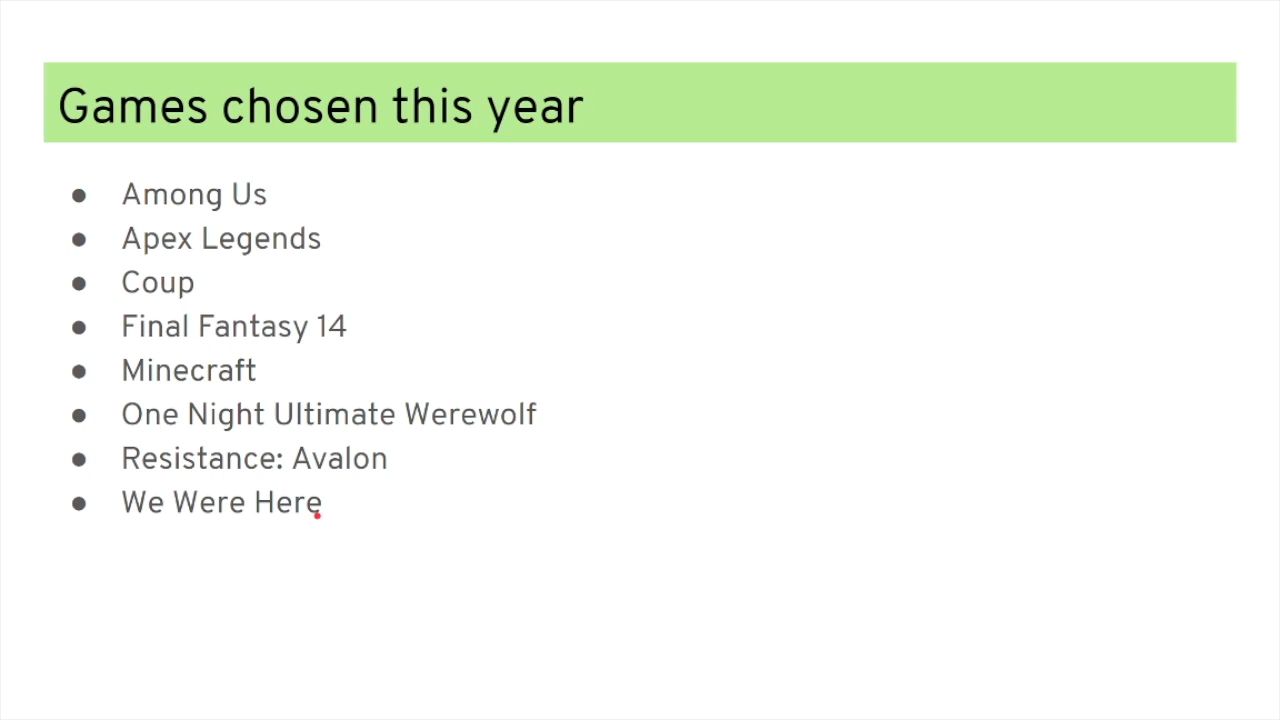 Games chosen this year
● Among Us
● Apex Legends
● Coup
● Final Fantasy 14
● Minecraft
● One Night Ultimate Werewolf
● Resistance: Avalon
● We Were Here